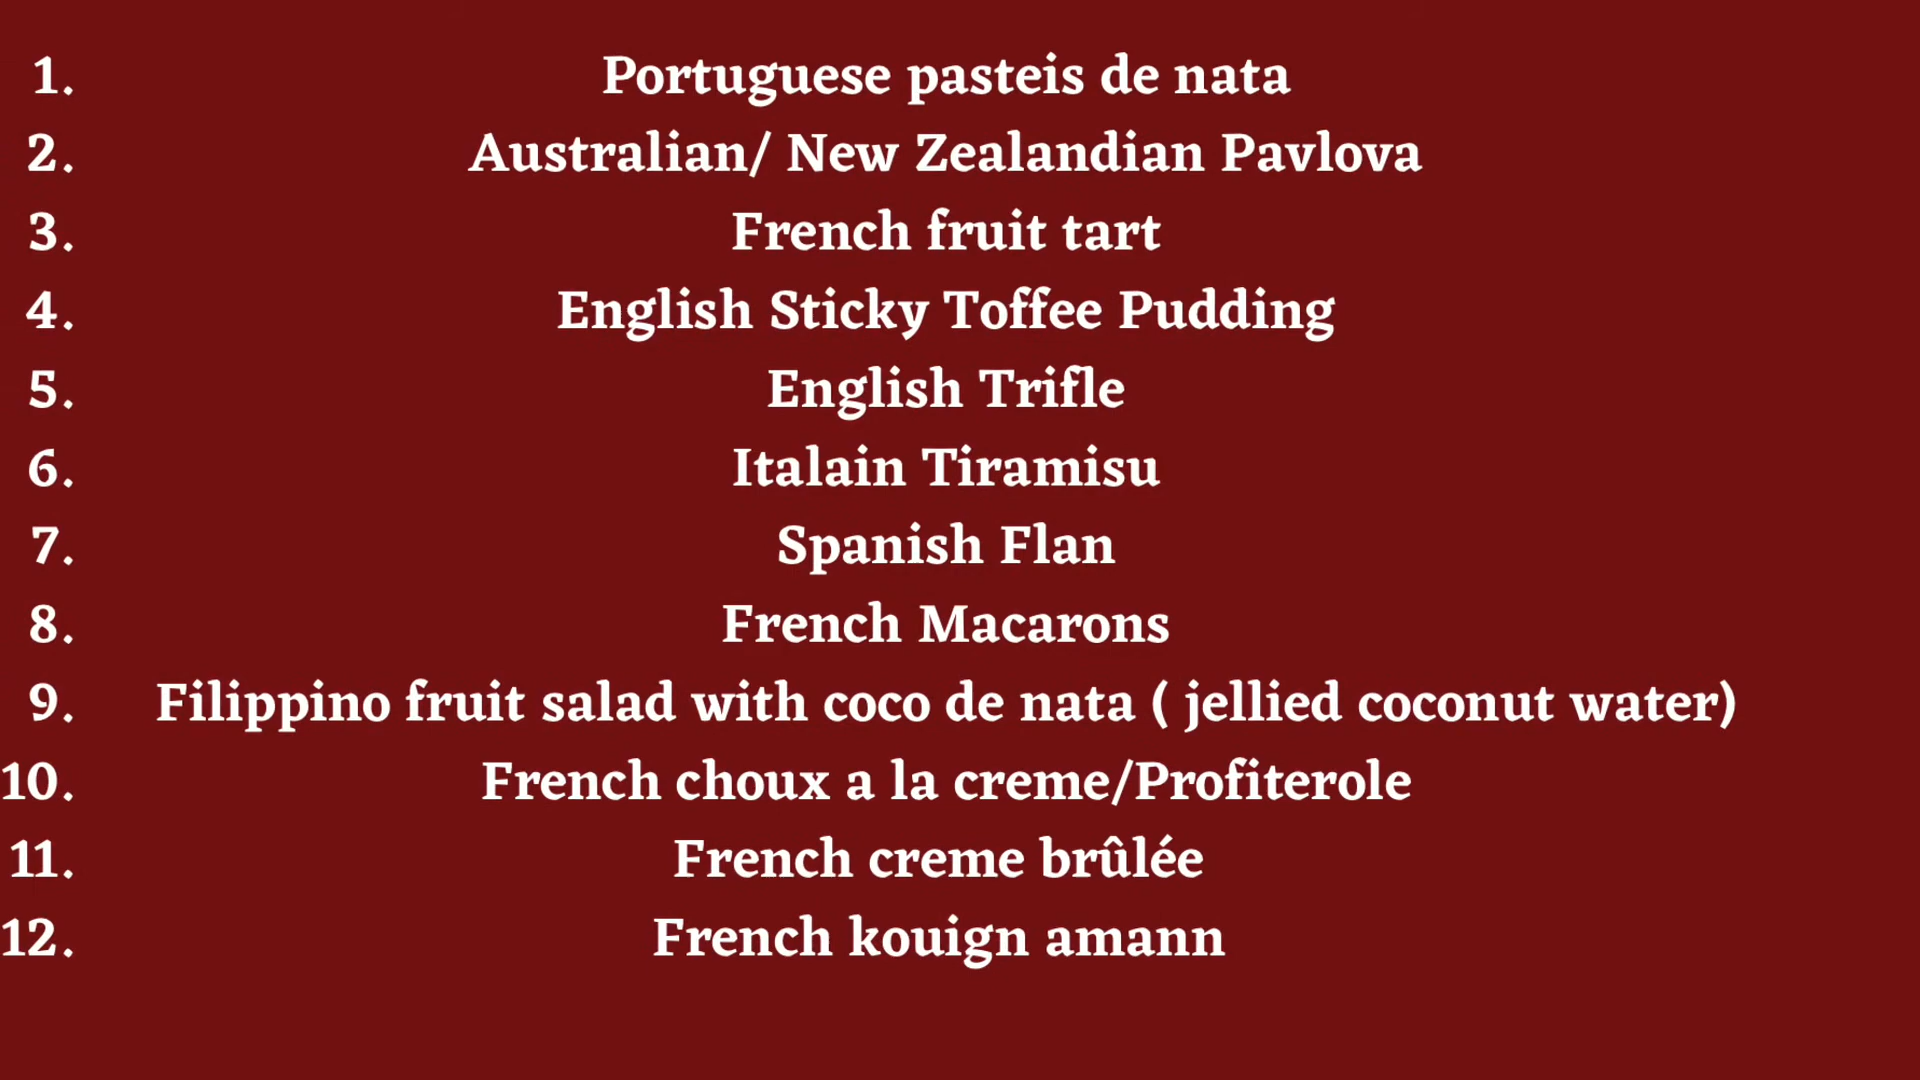 1. Portuguese pasteis de nata
2. Australian/ New Zealandian Pavlova
3. French fruit tart
4. English Sticky Toffee Pudding
5. English Trifle
6. Italain Tiramisu
7. Spanish Flan
8. French Macarons
9. Filippino fruit salad with coco de nata ( jellied coconut water)
10. French choux a la creme/Profiterole
11. French creme brûlée
12. French kouign amann